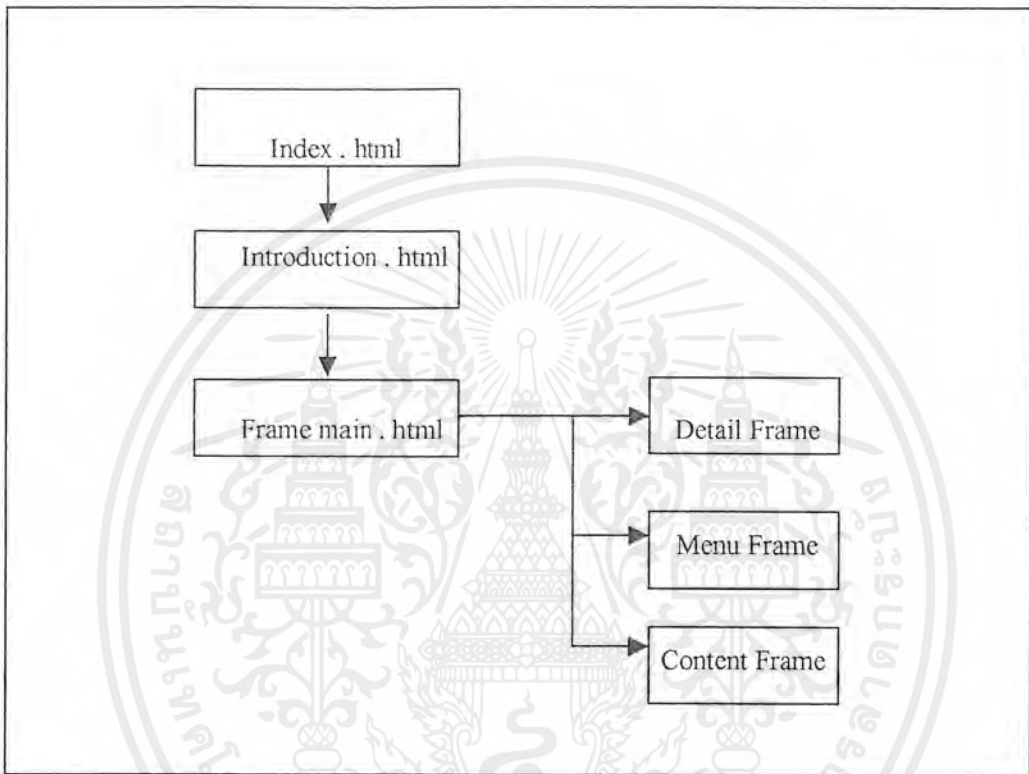 Index . html
Introduction . html
Frame main . html
Detail Frame
Menu Frame
Content Frame